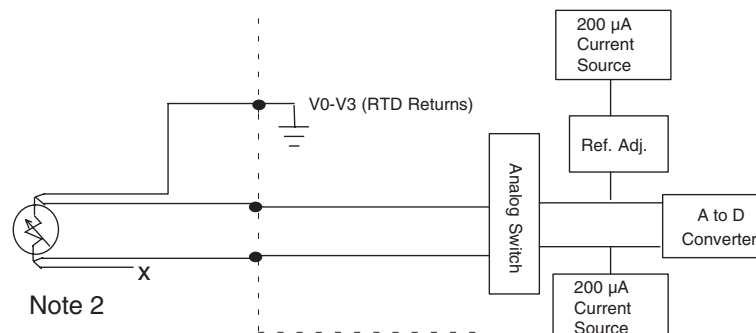 200 µA
Current
Source
V0-V3 (RTD Returns)
Ref. Adj.
Analog Switch
A to D
Converter
X
Note 2
200 µA
Current
Source